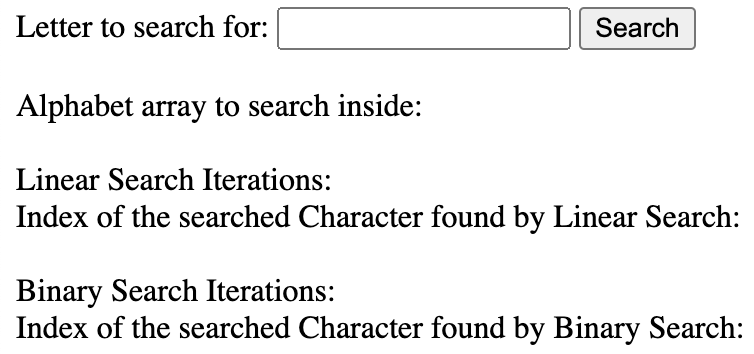 Letter to search for: Search
Alphabet array to search inside:
Linear Search Iterations:
Index of the searched Character found by Linear Search:
Binary Search Iterations:
Index of the searched Character found by Binary Search: